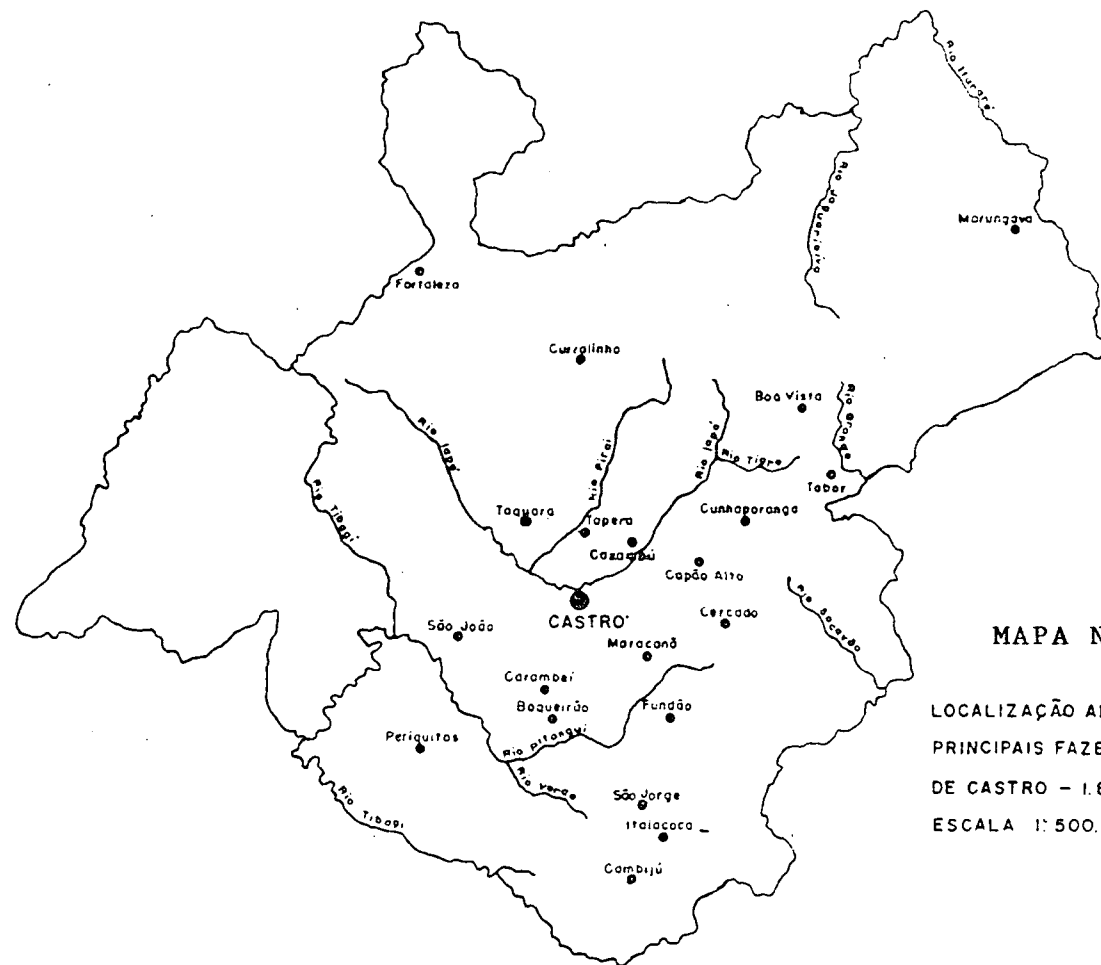 Rio Itararé
Rio Jaguariaíva
Morungava
Fortaleza
Curralinho
Boa Vista
Rio Grande
Rio Iapó
Rio Piraí
Rio Iapó
Rio Tigre
Tabor
Rio Tibagi
Taquara
Tapera
Cunhaporanga
Caxambú
Capão Alto
CASTRO
Cercado
Rio Socavão
São João
Maracanã
MAPA N
Carambeí
Boqueirão
Fundão
LOCALIZAÇÃO
Periquitos
Rio Pitangui
PRINCIPAIS FAZE
Rio Verde
DE CASTRO - 1.8
Rio Tibagi
São Jorge
ESCALA 1:500.
Itaiacoca
Cambijú